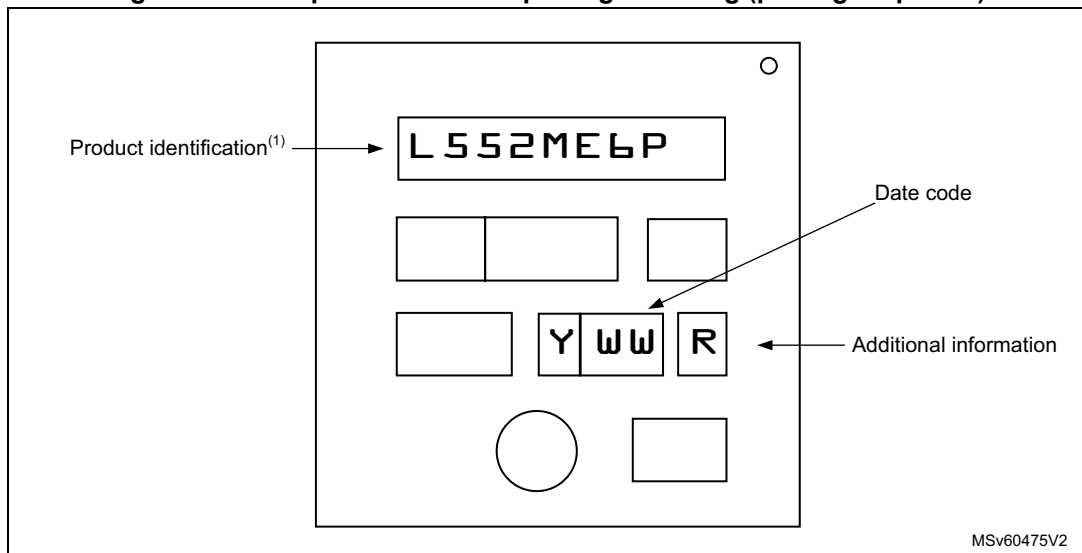 Product identification(1)
L552ME6P
Date code
Y WW R
Additional information
MSv60475V2